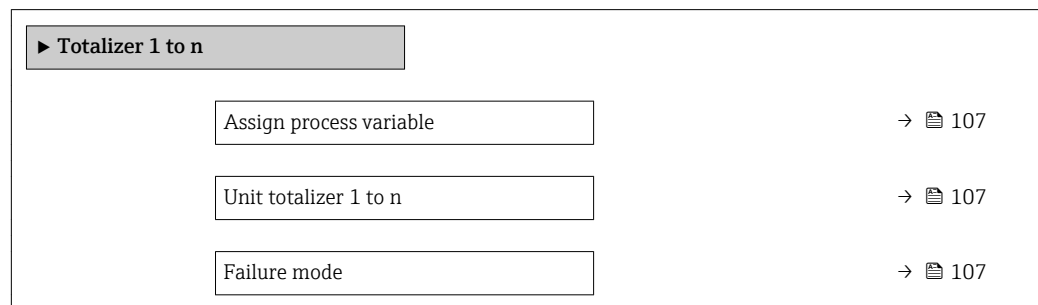 ▶ Totalizer 1 to n
Assign process variable → 🖹 107
Unit totalizer 1 to n → 🖹 107
Failure mode → 🖹 107